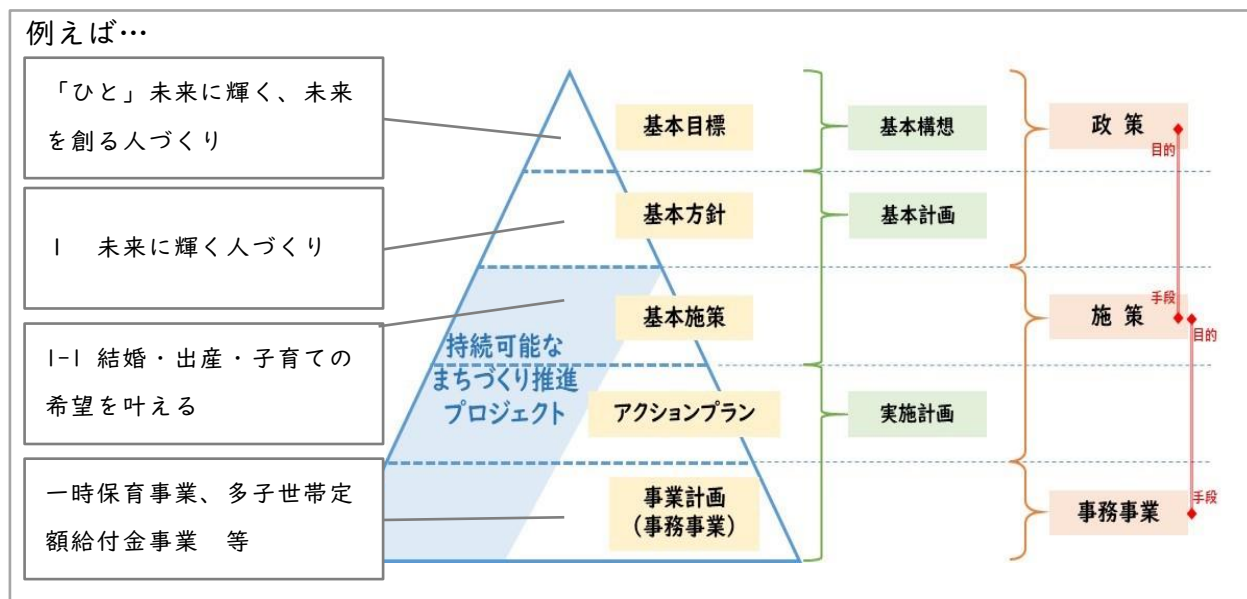 例えば…
「ひと」未来に輝く、未来
を創る人づくり
1　未来に輝く人づくり
1-1 結婚・出産・子育ての
希望を叶える
一時保育事業、多子世帯定
額給付金事業　等
基本目標
基本方針
基本施策
持続可能な
まちづくり推進
プロジェクト
アクションプラン
事業計画
（事務事業）
基本構想
基本計画
実施計画
政 策
目的
手段
施 策
目的
手段
事務事業